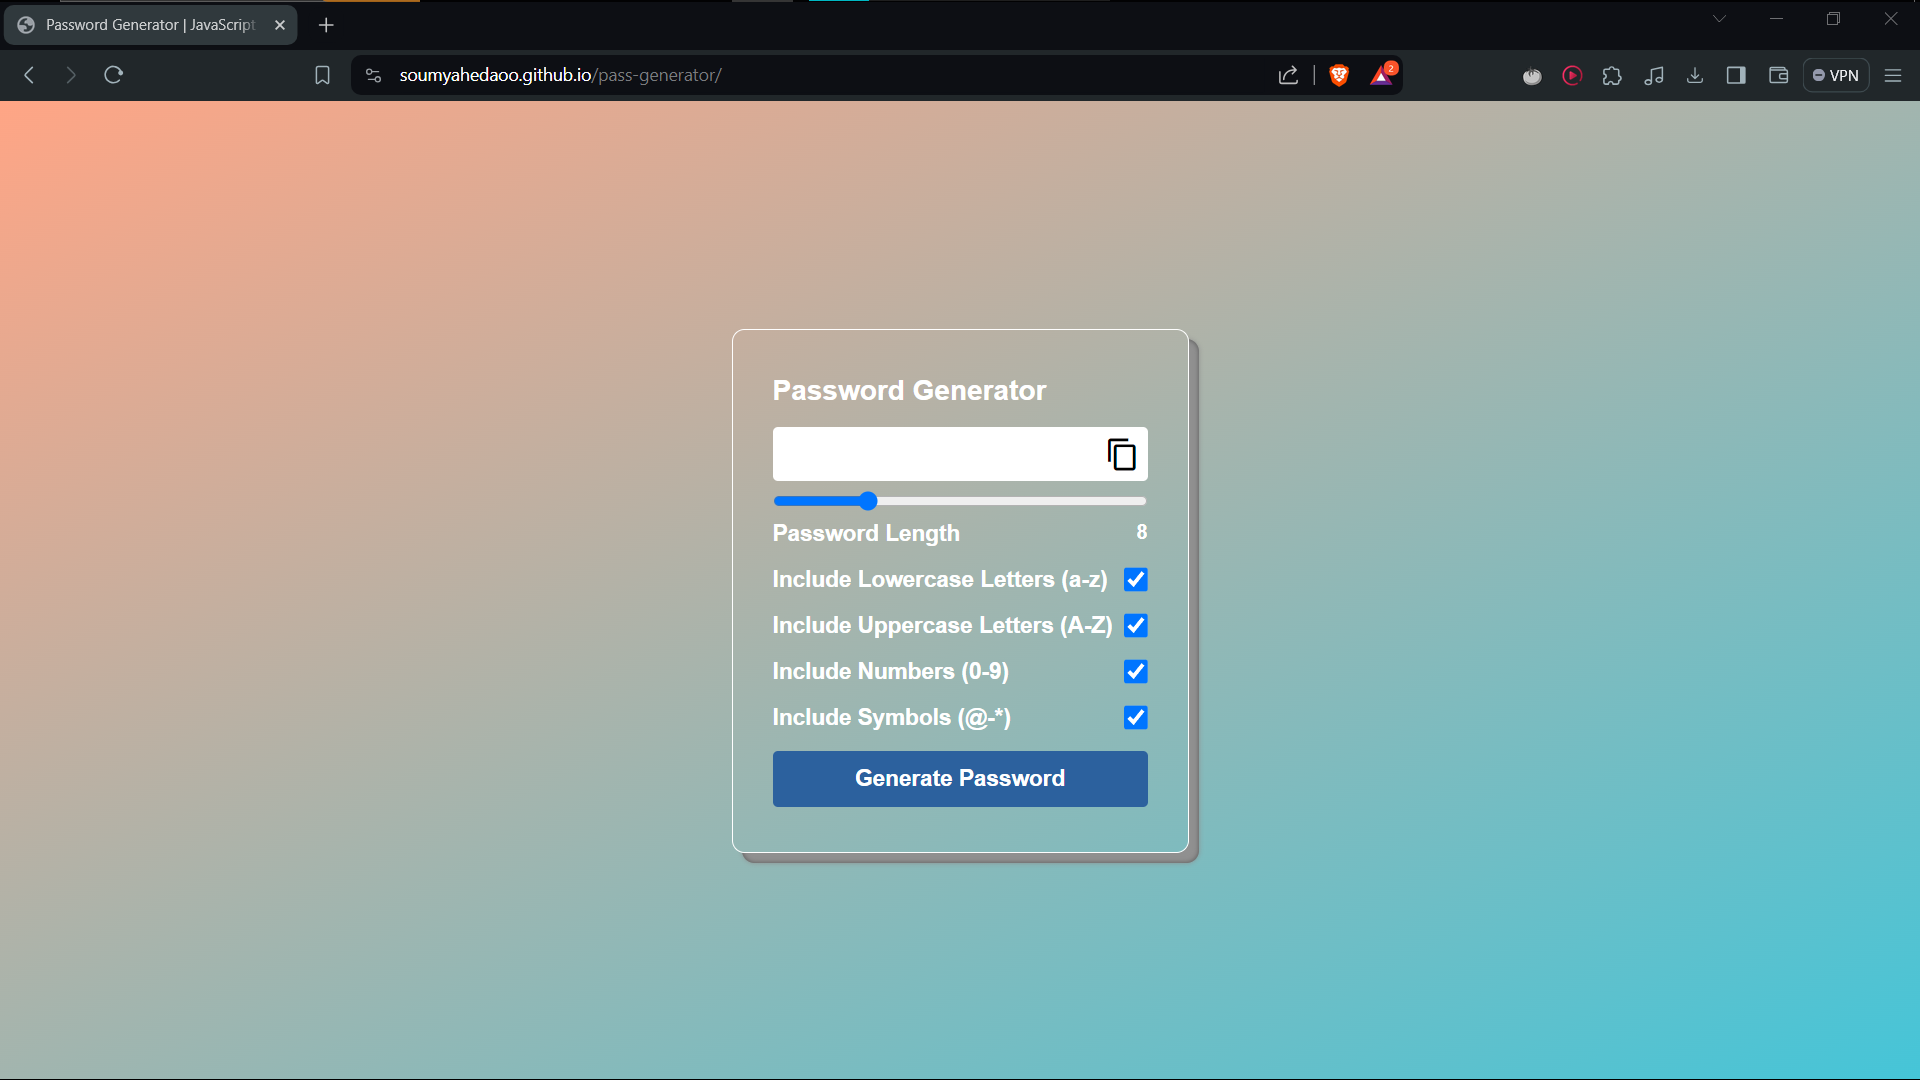 Password Generator | JavaScript
soumyahedaoo.github.io/pass-generator/
2
VPN
Password Generator
Password Length 8
Include Lowercase Letters (a-z)
Include Uppercase Letters (A-Z)
Include Numbers (0-9)
Include Symbols (@-*)
Generate Password